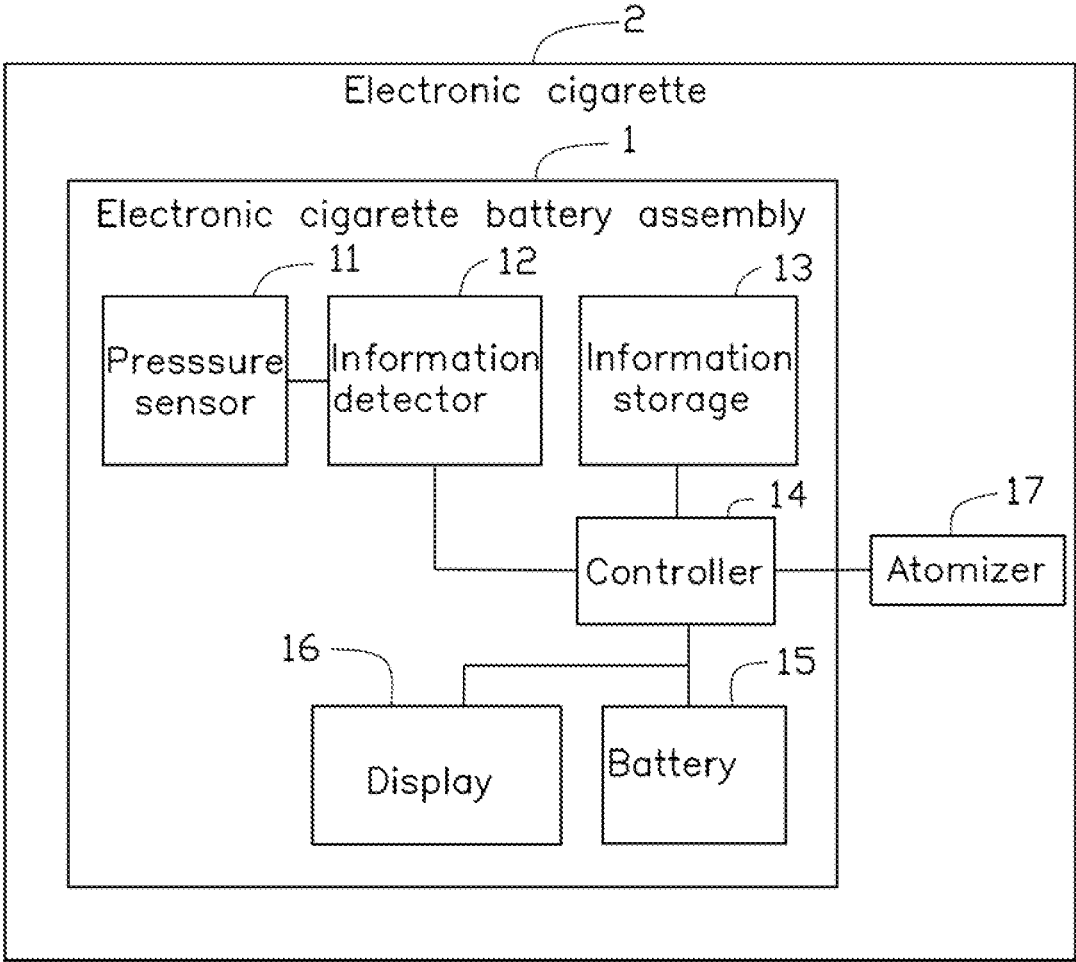 2
Electronic cigarette
1
Electronic cigarette battery assembly
11
12
13
Presssure
sensor
Information
detector
Information
storage
14
17
Controller
Atomizer
16
15
Display
Battery